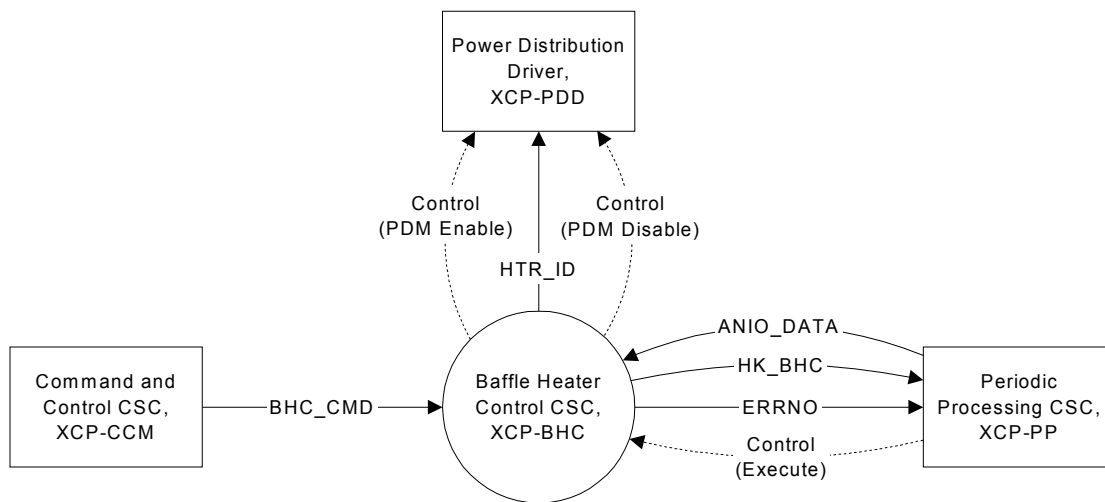 Power Distribution
Driver,
XCP-PDD
Control
(PDM Enable)
Control
(PDM Disable)
HTR_ID
ANIO_DATA
HK_BHC
Command and
Control CSC,
XCP-CCM
BHC_CMD
Baffle Heater
Control CSC,
XCP-BHC
ERRNO
Periodic
Processing CSC,
XCP-PP
Control
(Execute)